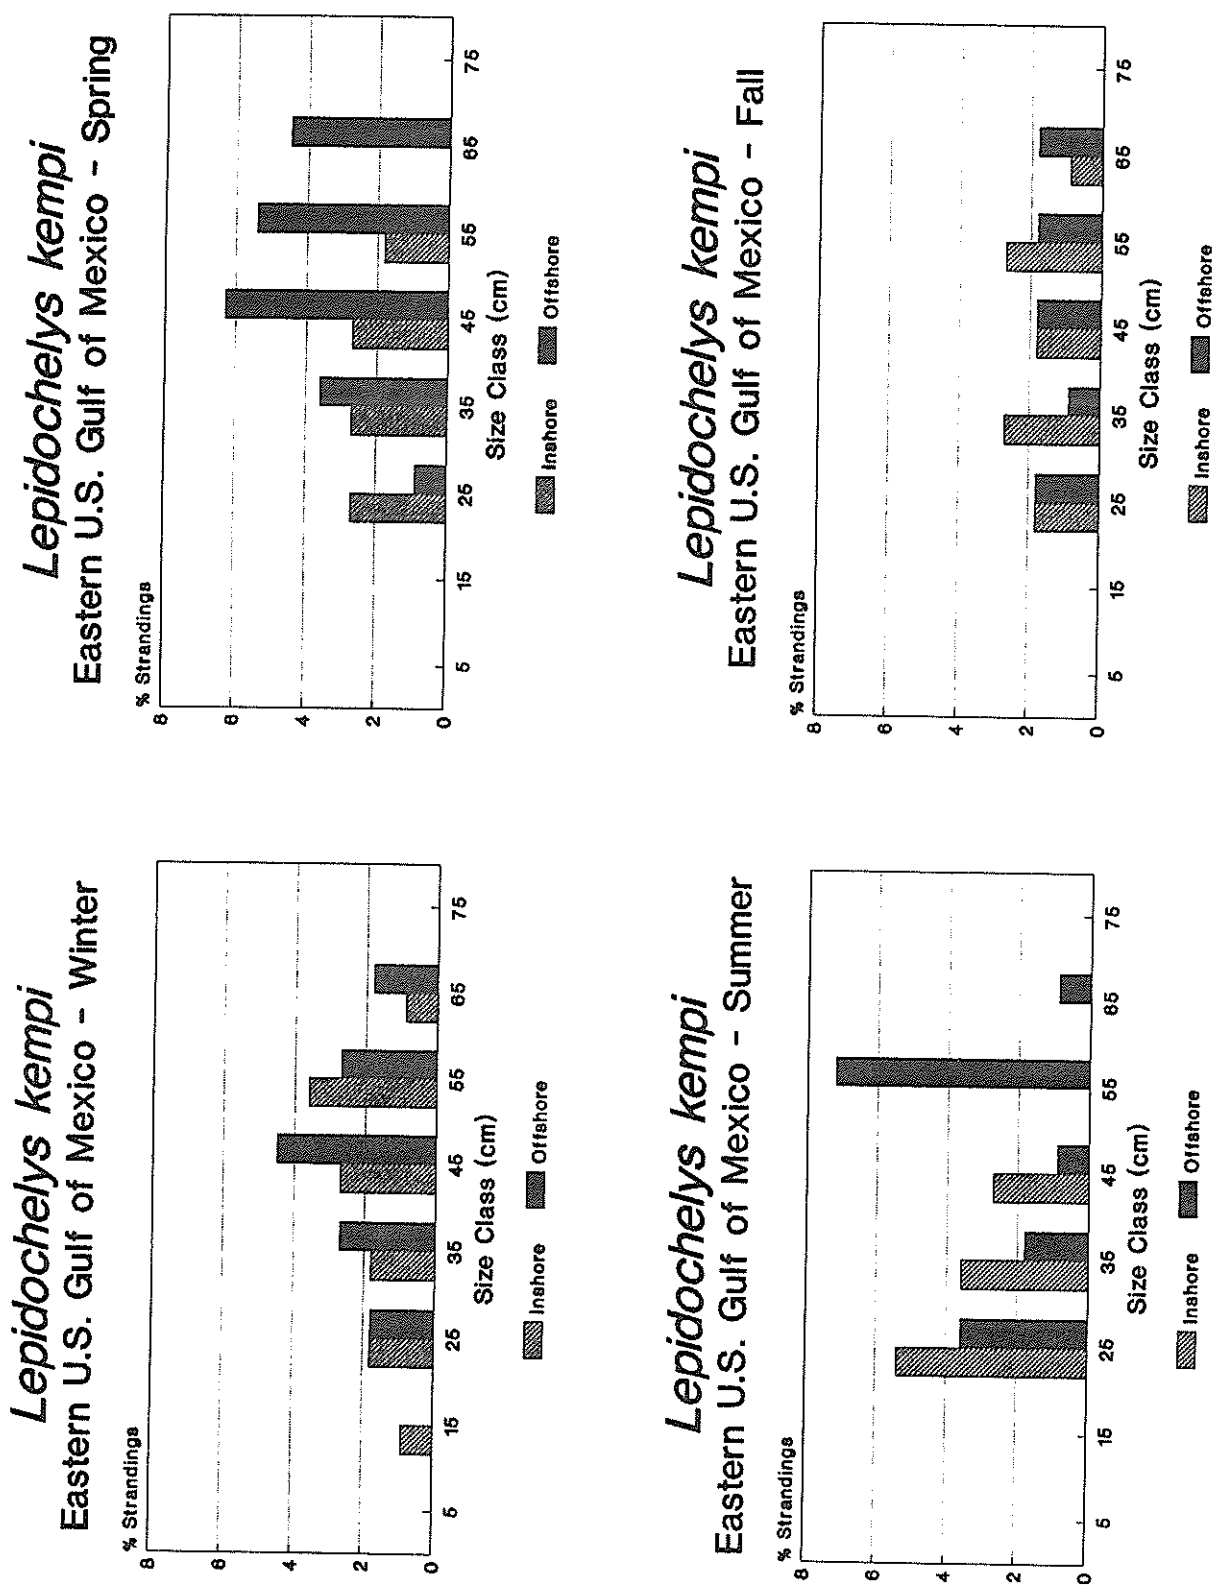 Lepidochelys kempi
Eastern U.S. Gulf of Mexico - Winter
% Strandings
8
6
4
2
0
5 15 25 35 45 55 65 75
Size Class (cm)
Inshore Offshore
Lepidochelys kempi
Eastern U.S. Gulf of Mexico - Spring
% Strandings
8
6
4
2
0
5 15 25 35 45 55 65 75
Size Class (cm)
Inshore Offshore
Lepidochelys kempi
Eastern U.S. Gulf of Mexico - Summer
% Strandings
8
6
4
2
0
5 15 25 35 45 55 65 75
Size Class (cm)
Inshore Offshore
Lepidochelys kempi
Eastern U.S. Gulf of Mexico - Fall
% Strandings
8
6
4
2
0
5 15 25 35 45 55 65 75
Size Class (cm)
Inshore Offshore